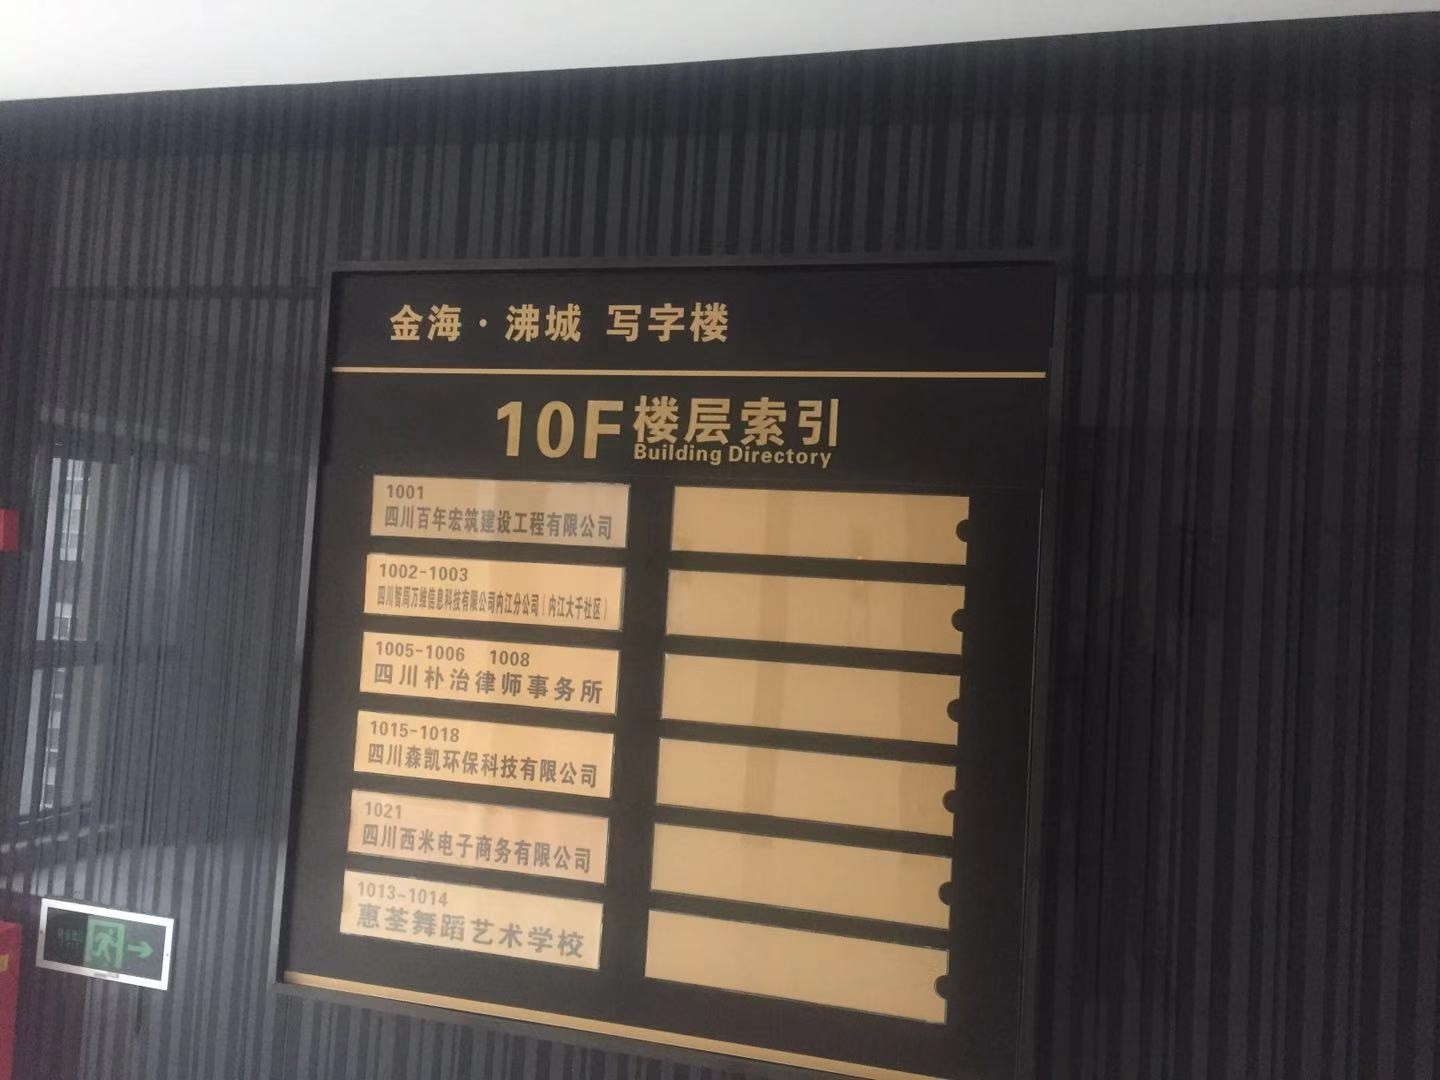 金海·沸城 写字楼
10F 楼层索引
Building Directory
1001
四川百年宏筑建设工程有限公司
1002-1003
四川智周万维信息科技有限公司内江分公司（内江大千社区）
1005-1006 1008
四川朴治律师事务所
1015-1018
四川森凯环保科技有限公司
1021
四川西米电子商务有限公司
1013-1014
惠荃舞蹈艺术学校